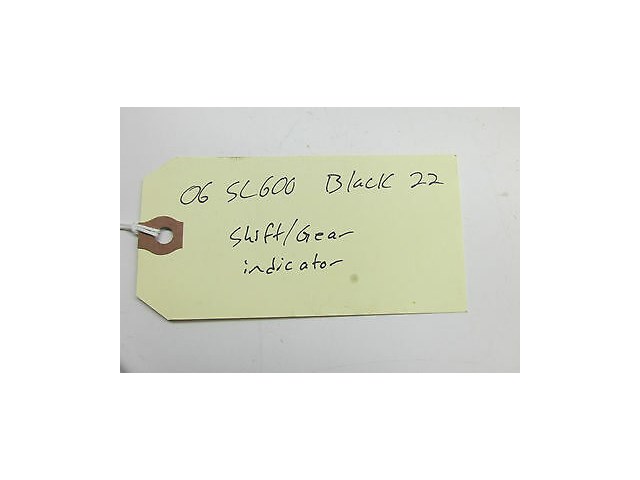 06 SL600 Black 22
Shift/Gear
indicator